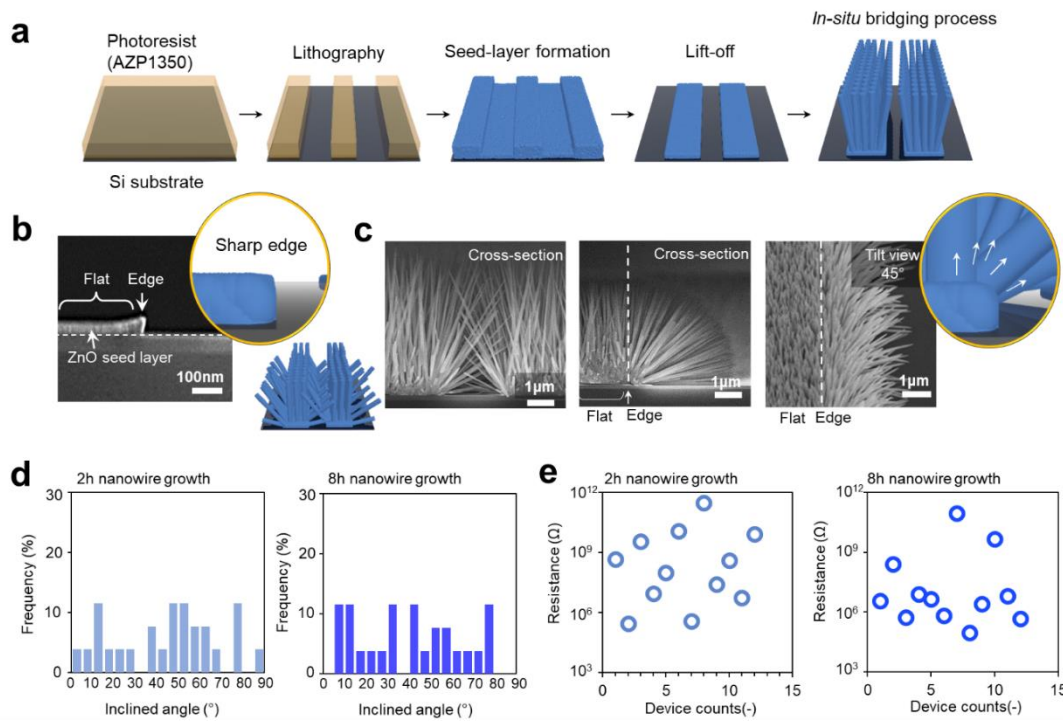 a
Photoresist
(AZP1350)
Si substrate
Lithography
Seed-layer formation
Lift-off
In-situ bridging process
b
Sharp edge
Flat
Edge
ZnO seed layer
100nm
c
Cross-section
1μm
Cross-section
1μm
Flat
Edge
Tilt view
45°
1μm
Flat Edge
d
2h nanowire growth
Frequency (%)
30
20
10
0
0 10 20 30 40 50 60 70 80 90
Inclined angle (°)
8h nanowire growth
Frequency (%)
30
20
10
0
0 10 20 30 40 50 60 70 80 90
Inclined angle (°)
e
2h nanowire growth
Resistance (Ω)
10¹²
10⁹
10⁶
10³
0 5 10 15
Device counts(-)
8h nanowire growth
Resistance (Ω)
10¹²
10⁹
10⁶
10³
0 5 10 15
Device counts(-)